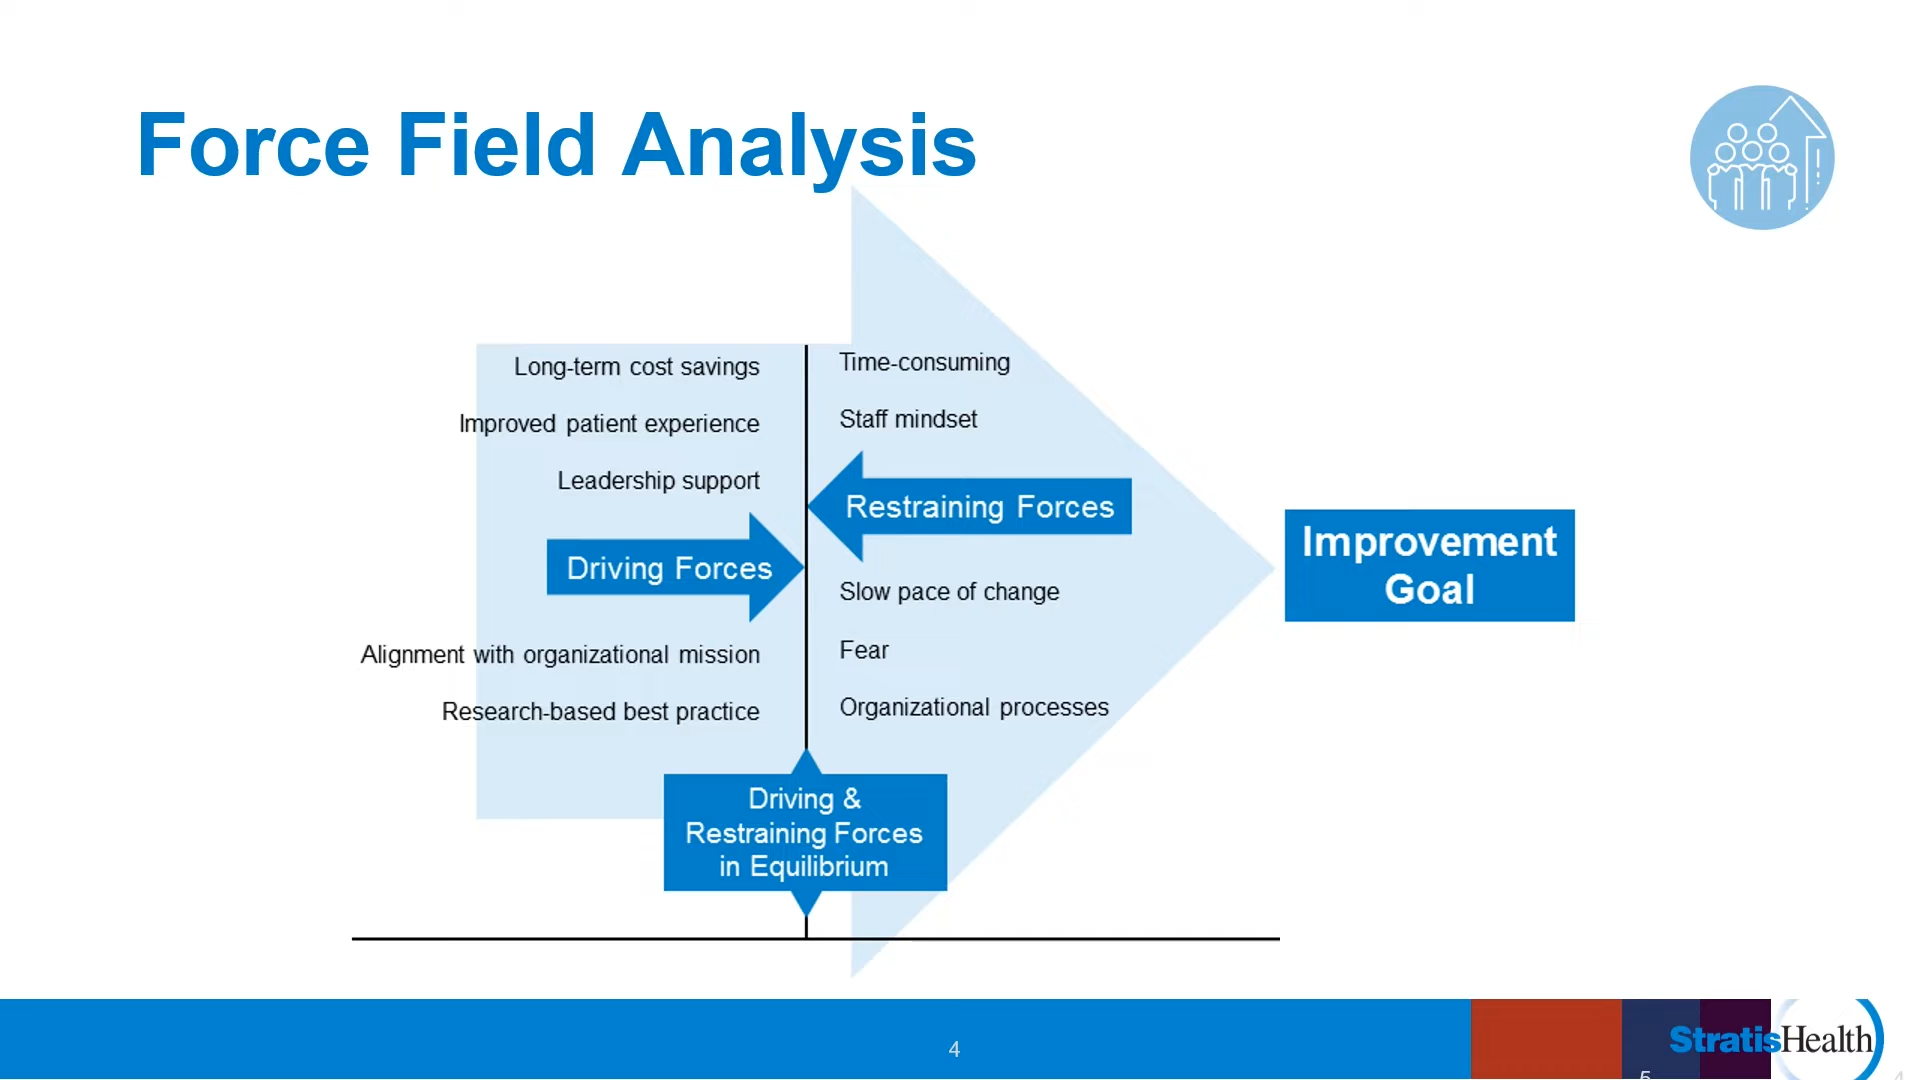 Force Field Analysis
Long-term cost savings
Improved patient experience
Leadership support
Driving Forces
Alignment with organizational mission
Research-based best practice
Time-consuming
Staff mindset
Restraining Forces
Slow pace of change
Fear
Organizational processes
Driving &
Restraining Forces
in Equilibrium
Improvement
Goal
4
5
StratisHealth
4